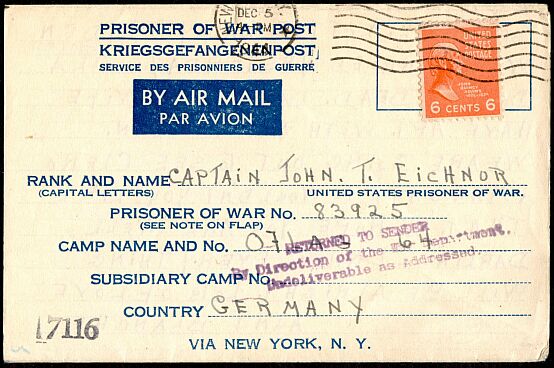 NEW
DEC 5
PM
PRISONER OF WAR POST
KRIEGSGEFANGENENPOST
SERVICE DES PRISONNIERS DE GUERRE
BY AIR MAIL
PAR AVION
UNITED
STATES
POSTAGE
6 CENTS 6
RANK AND NAME CAPTAIN JOHN. T. EICHNOR
(CAPITAL LETTERS) UNITED STATES PRISONER OF WAR.
PRISONER OF WAR No. 83925
(SEE NOTE ON FLAP)
RETURNED TO SENDER
CAMP NAME AND No. OFLAG 64
By Direction of the War Department.
Undeliverable as Addressed.
SUBSIDIARY CAMP No.
COUNTRY GERMANY
17116
VIA NEW YORK, N. Y.